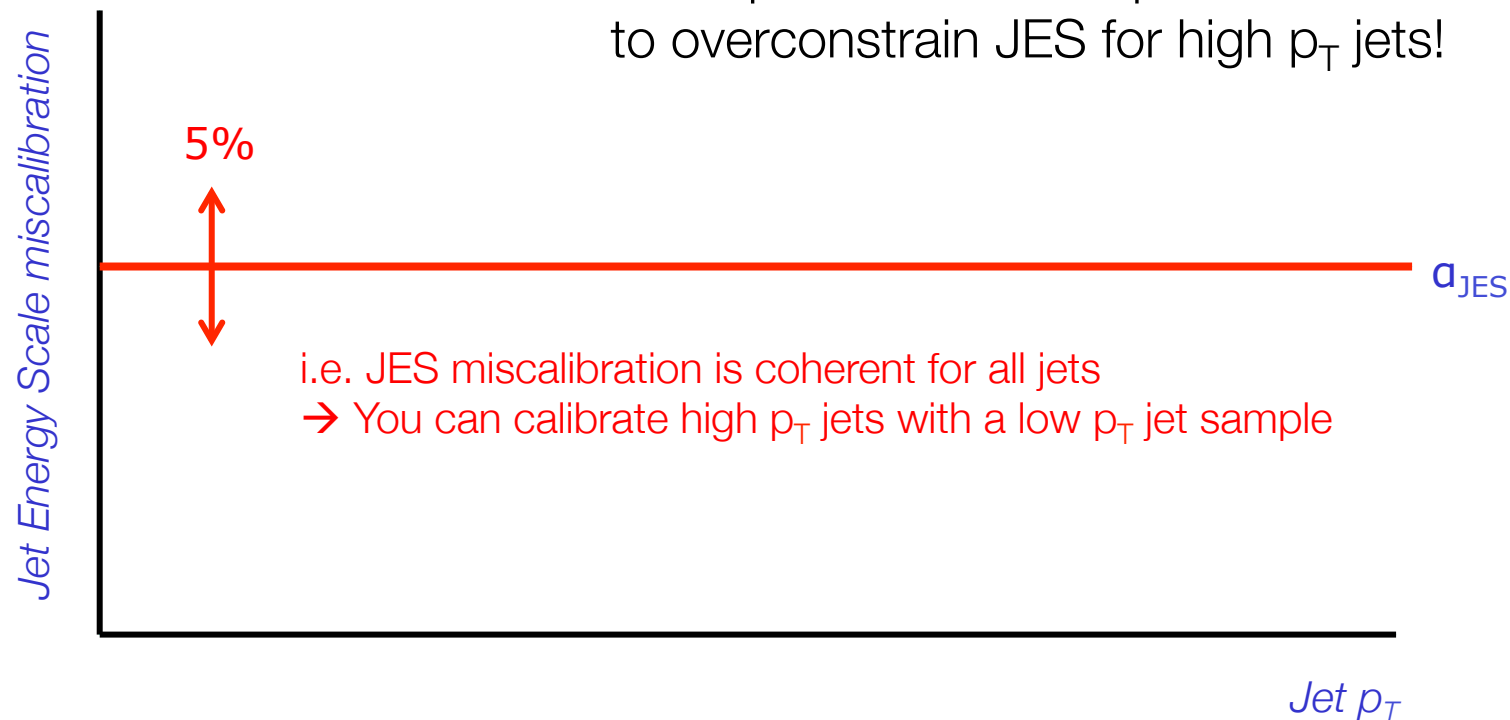 to overconstrain JES for high pT jets!
Jet Energy Scale miscalibration
5%
αJES
i.e. JES miscalibration is coherent for all jets
→ You can calibrate high pT jets with a low pT jet sample
Jet pT